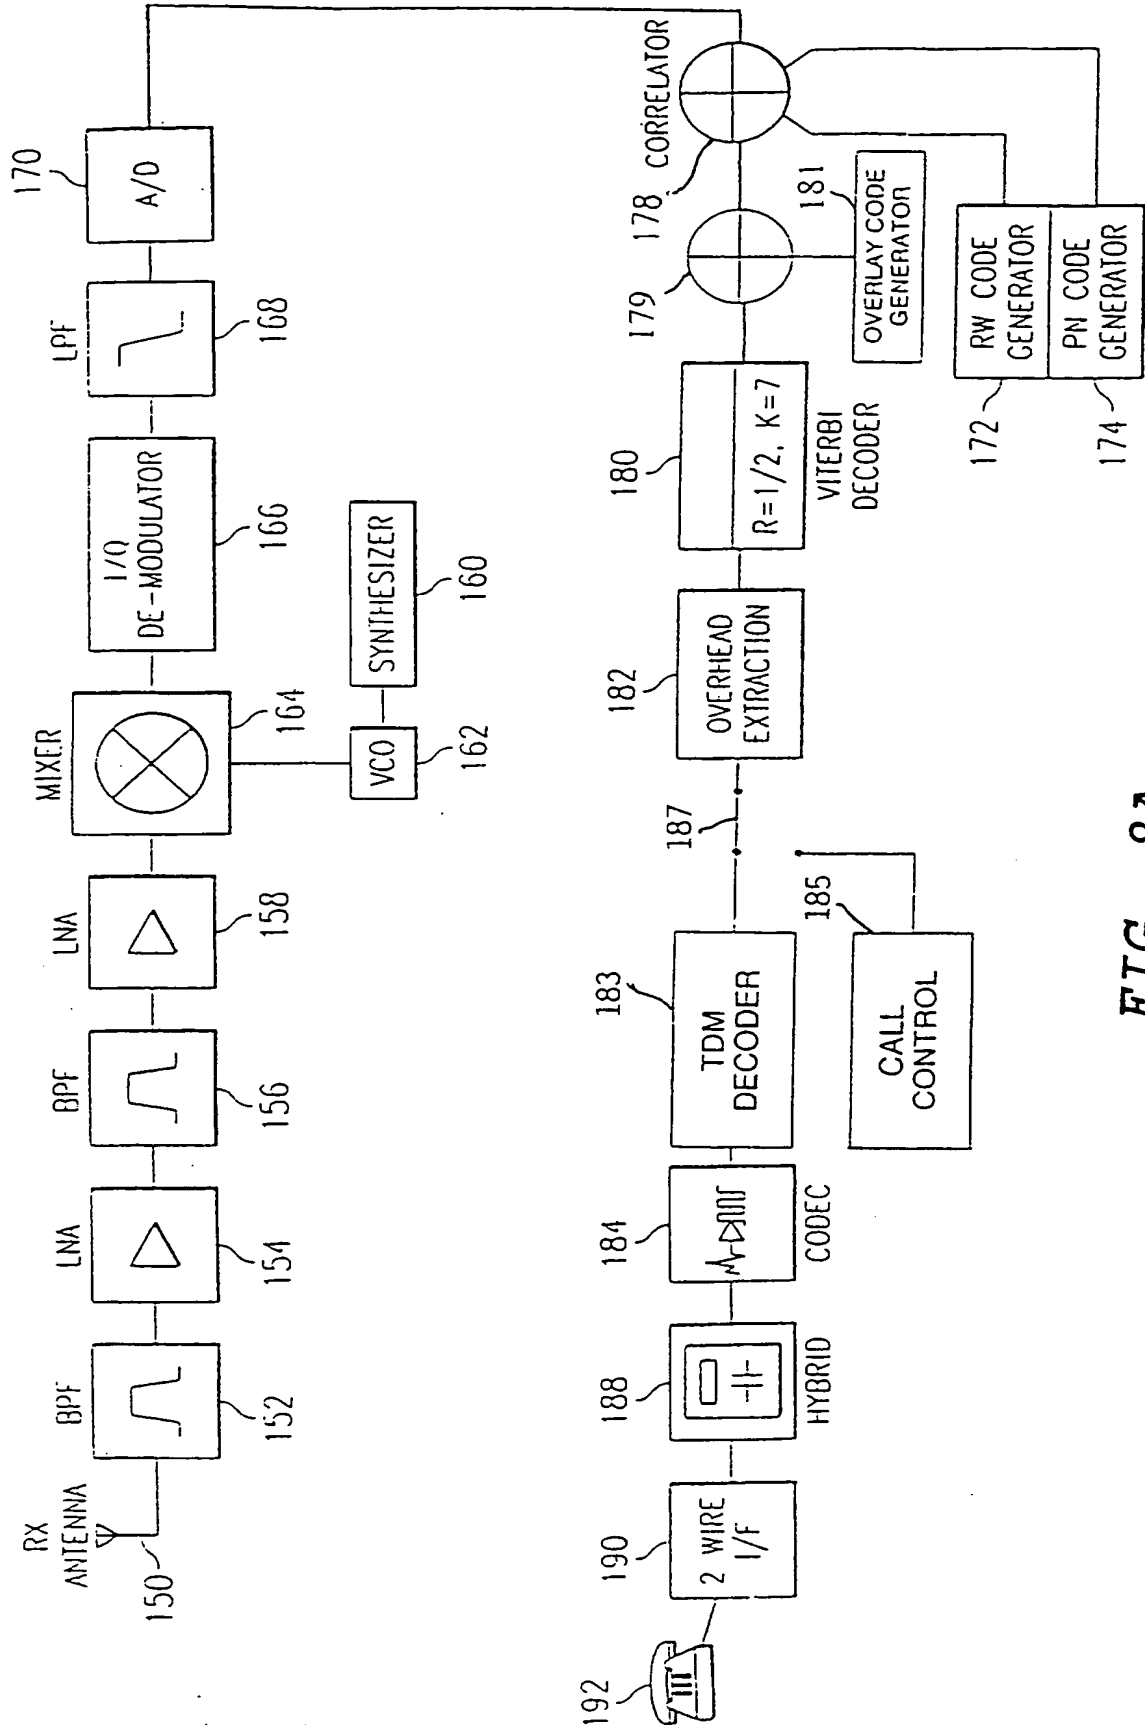 RX
ANTENNA
150
BPF
152
LNA
154
BPF
156
LNA
158
MIXER
164
VCO
162
SYNTHESIZER
160
I/Q
DE-MODULATOR
166
LPF
168
A/D
170
192
2 WIRE
I/F
190
HYBRID
188
CODEC
184
TDM
DECODER
183
CALL
CONTROL
185
187
OVERHEAD
EXTRACTION
182
R=1/2, K=7
180
VITERBI
DECODER
179
OVERLAY CODE
GENERATOR
181
CORRELATOR
178
RW CODE
GENERATOR
172
PN CODE
GENERATOR
174